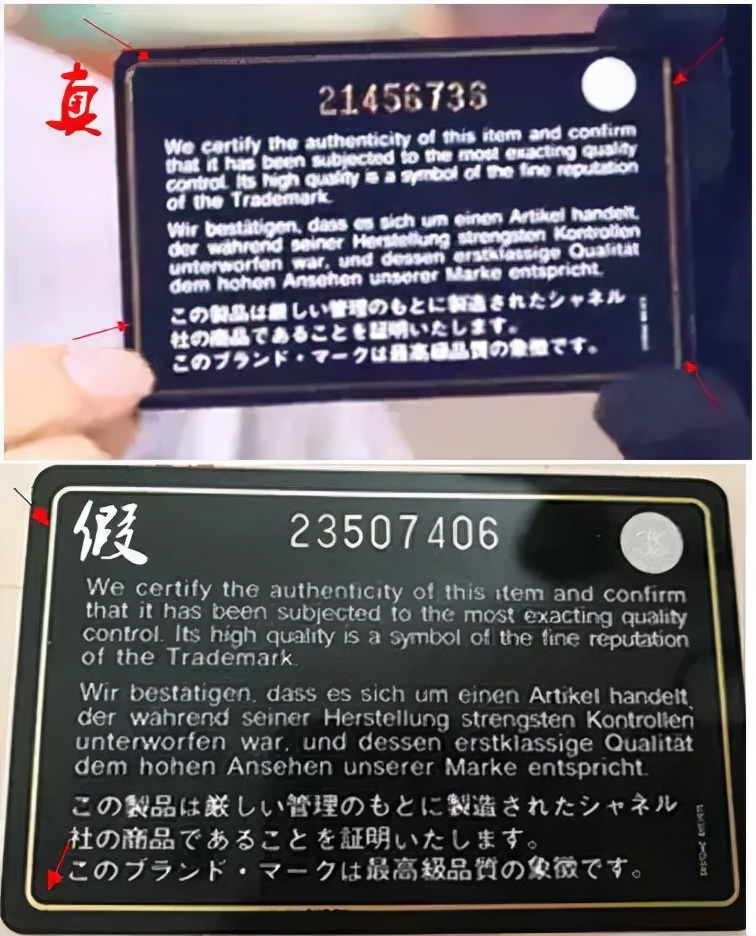 真
21456736
We certify the authenticity of this item and confirm
that it has been subjected to the most exacting quality
control. Its high quality is a symbol of the fine reputation
of the Trademark.
Wir bestätigen, dass es sich um einen Artikel handelt,
der während seiner Herstellung strengsten Kontrollen
unterworfen war, und dessen erstklassige Qualität
dem hohen Ansehen unserer Marke entspricht.
この製品は厳しい管理のもとに製造されたシャネル
社の商品であることを証明いたします。
このブランド・マークは最高級品質の象徴です。
假
23507406
We certify the authenticity of this item and confirm
that it has been subjected to the most exacting quality
control. Its high quality is a symbol of the fine reputation
of the Trademark.
Wir bestätigen, dass es sich um einen Artikel handelt,
der während seiner Herstellung strengsten Kontrollen
unterworfen war, und dessen erstklassige Qualität
dem hohen Ansehen unserer Marke entspricht.
この製品は厳しい管理のもとに製造されたシャネル
社の商品であることを証明いたします。
このブランド・マークは最高級品質の象徴です。